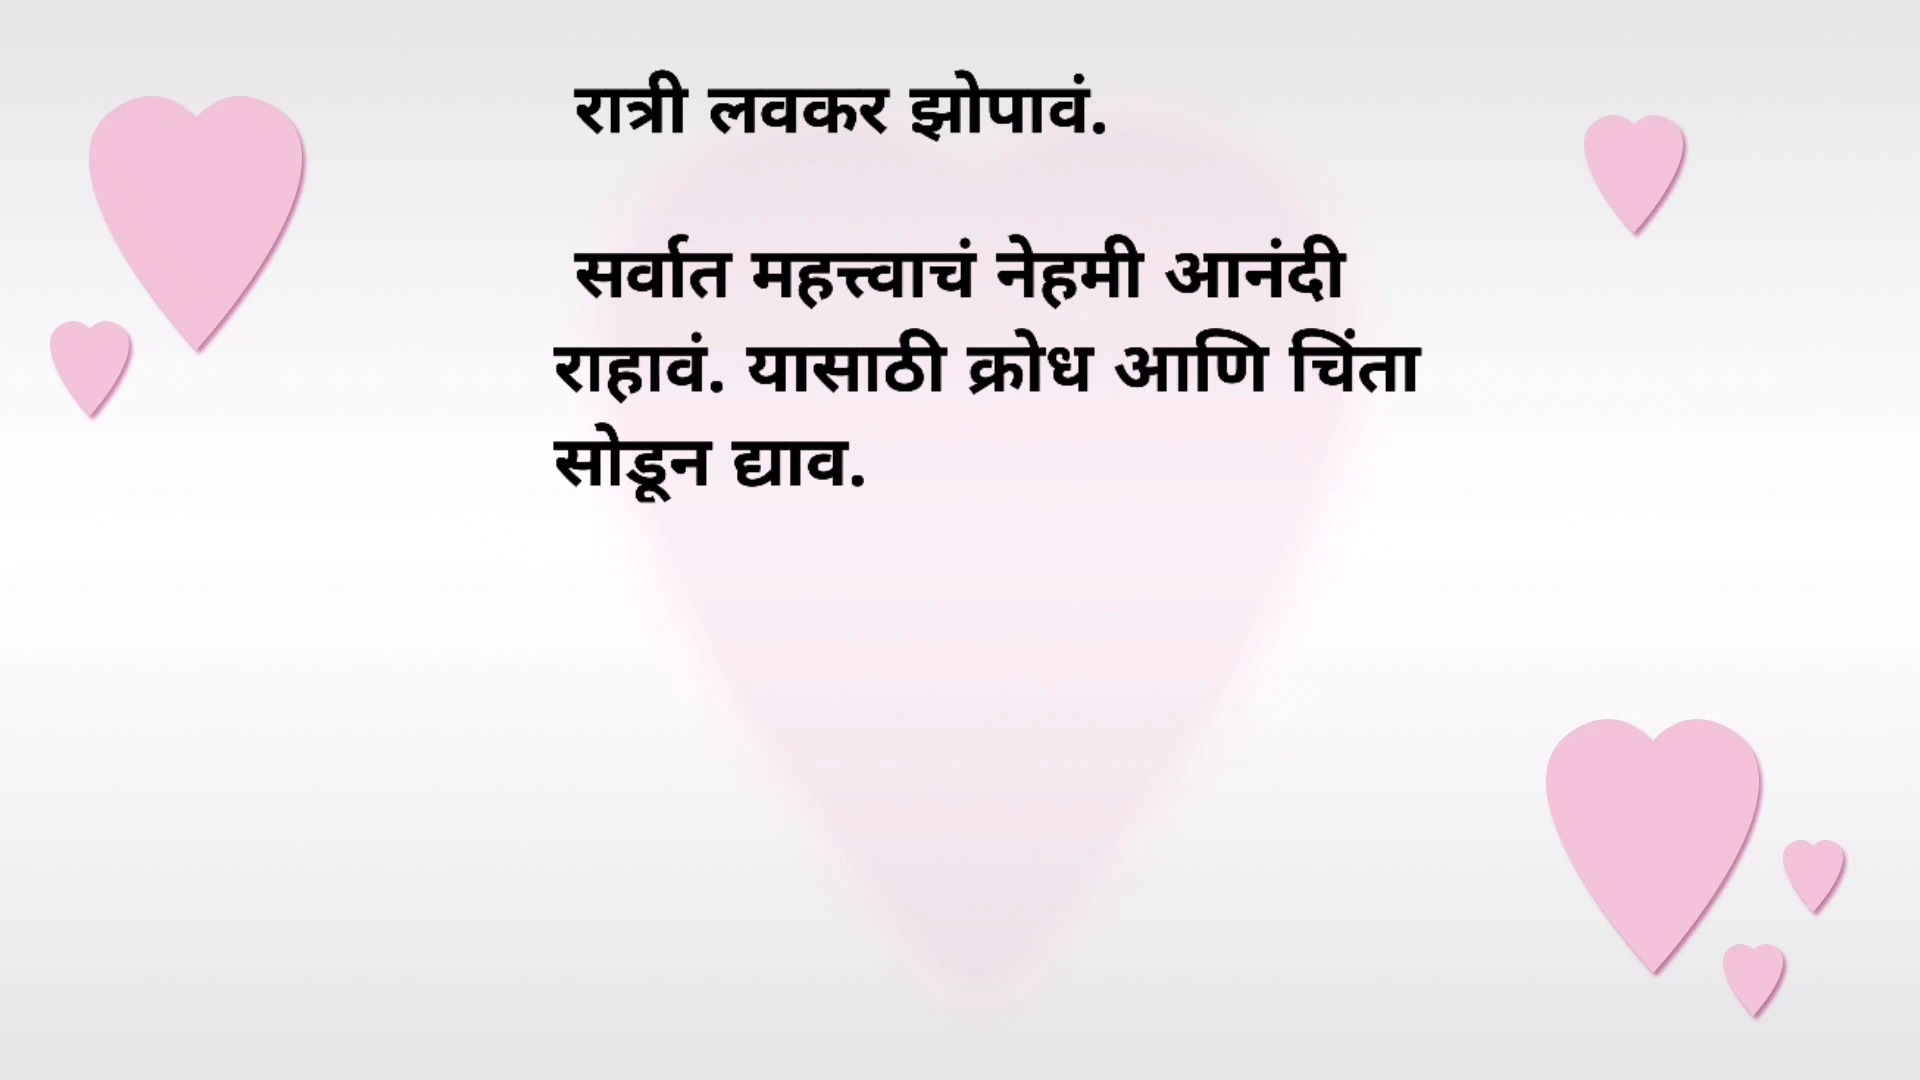 रात्री लवकर झोपावं.
सर्वात महत्त्वाचं नेहमी आनंदी
राहावं. यासाठी क्रोध आणि चिंता
सोडून द्याव.